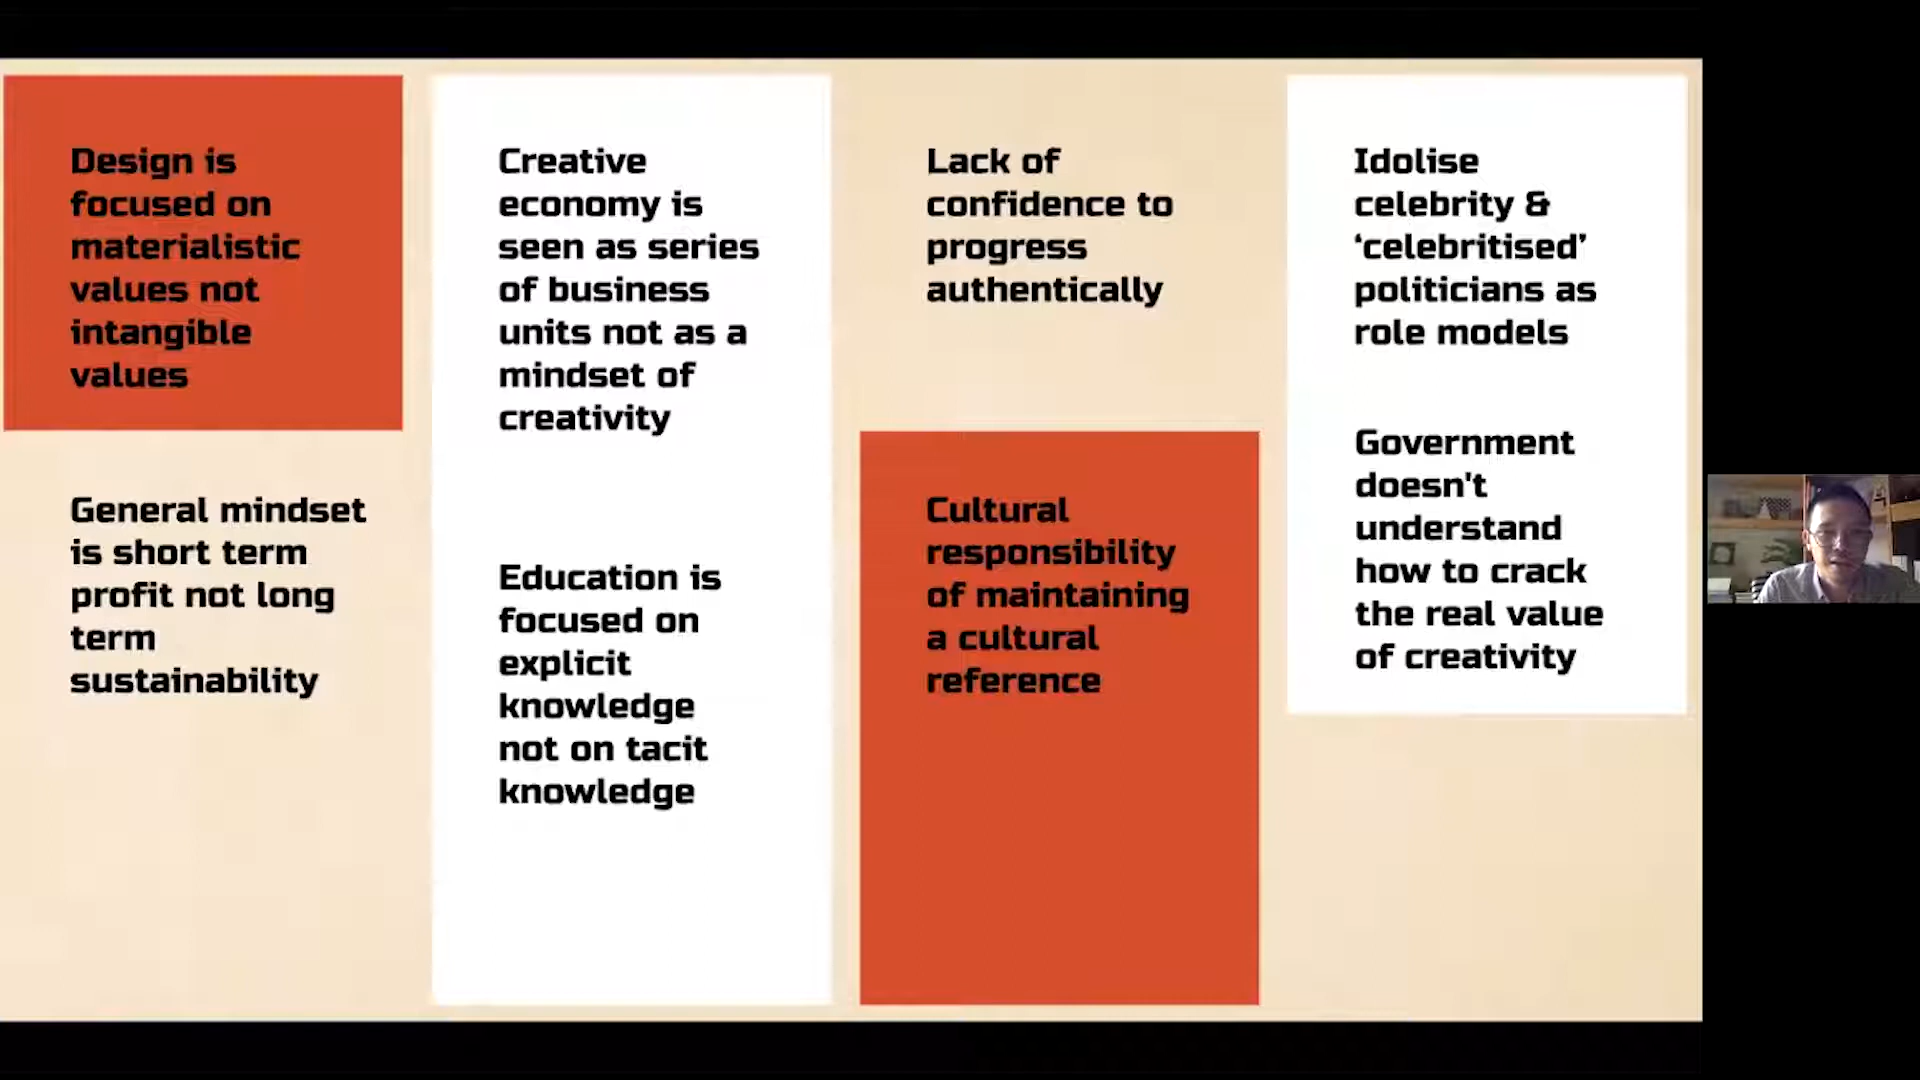 Design is
focused on
materialistic
values not
intangible
values
General mindset
is short term
profit not long
term
sustainability
Creative
economy is
seen as series
of business
units not as a
mindset of
creativity
Education is
focused on
explicit
knowledge
not on tacit
knowledge
Lack of
confidence to
progress
authentically
Cultural
responsibility
of maintaining
a cultural
reference
Idolise
celebrity &
‘celebritised’
politicians as
role models
Government
doesn't
understand
how to crack
the real value
of creativity